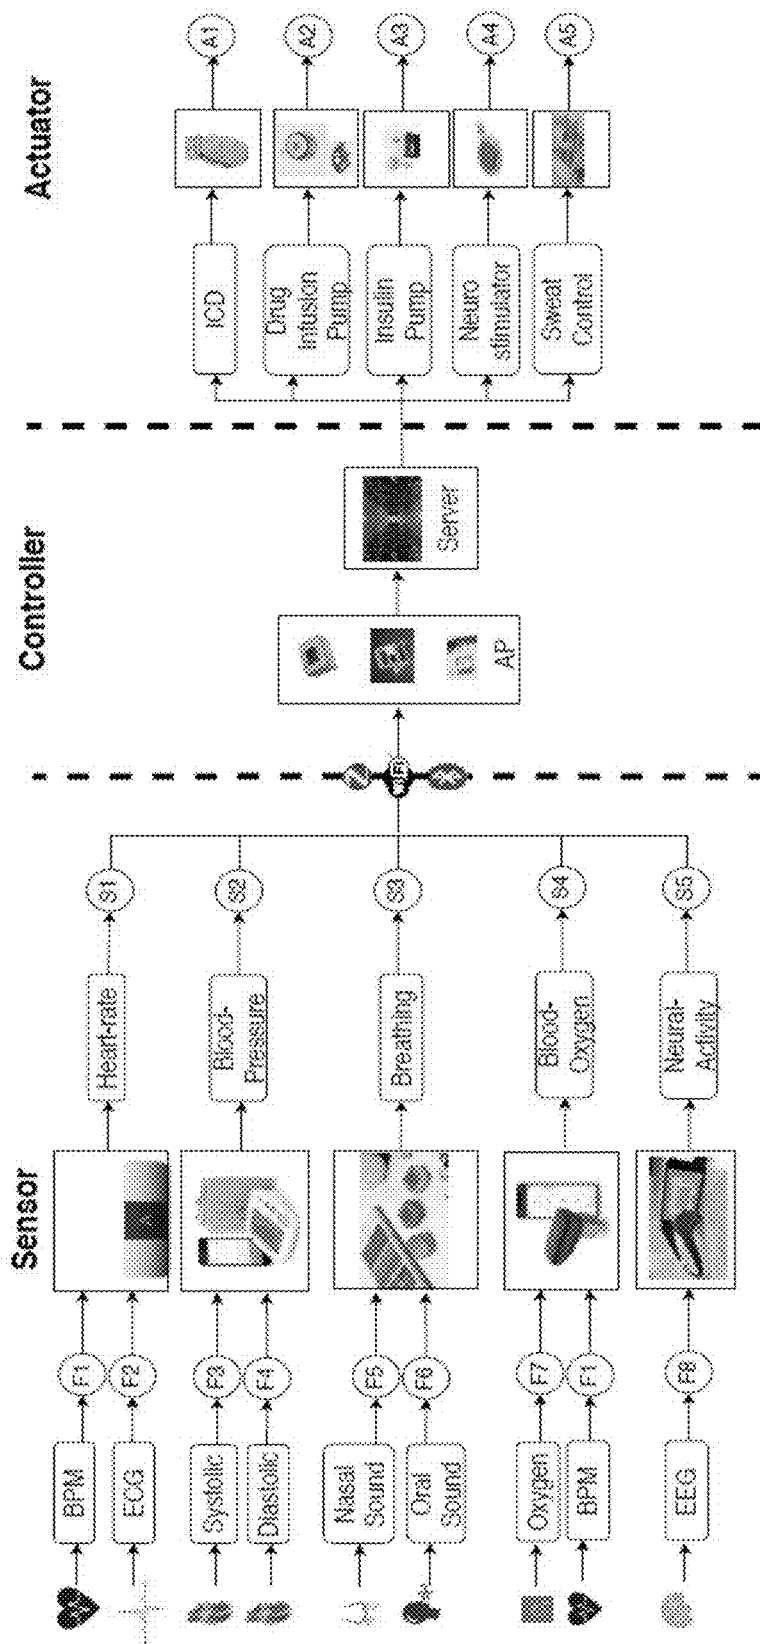 Sensor
Controller
Actuator
BPM
F1
ECG
F2
Heart-rate
S1
Systolic
F3
Diastolic
F4
Blood-
Pressure
S2
Nasal
Sound
F5
Oral
Sound
F6
Breathing
S3
Oxygen
F7
BPM
F1
Blood-
Oxygen
S4
EEG
F8
Neural-
Activity
S5
AP
Server
ICD
A1
Drug
Infusion
Pump
A2
Insulin
Pump
A3
Neuro
stimulator
A4
Sweat
Control
A5